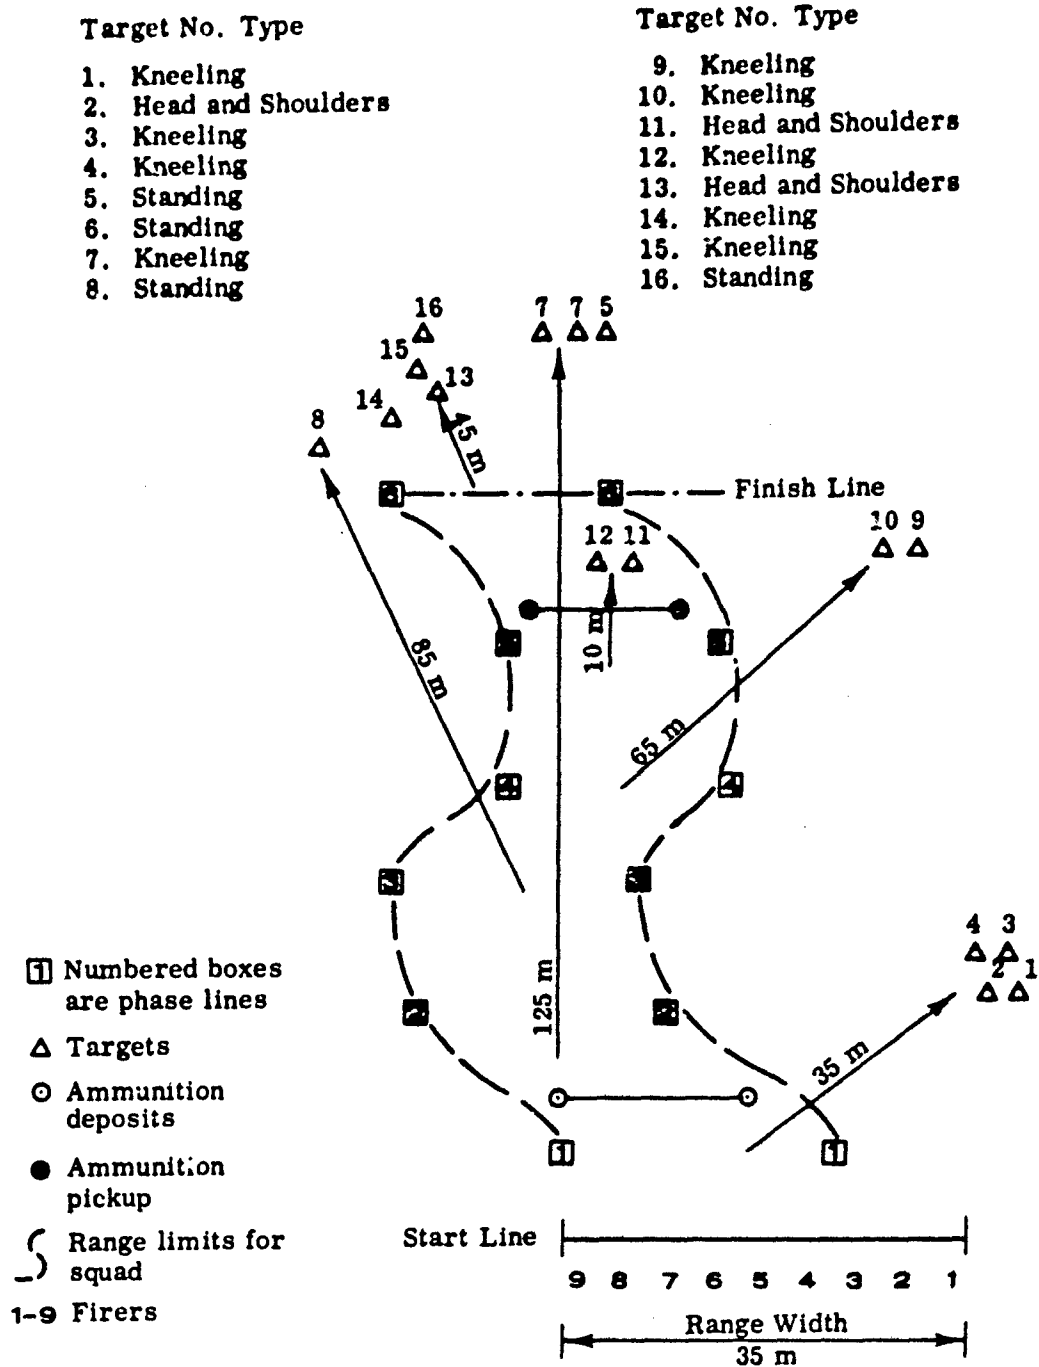 Target No. Type
1. Kneeling
2. Head and Shoulders
3. Kneeling
4. Kneeling
5. Standing
6. Standing
7. Kneeling
8. Standing
Target No. Type
9. Kneeling
10. Kneeling
11. Head and Shoulders
12. Kneeling
13. Head and Shoulders
14. Kneeling
15. Kneeling
16. Standing
16
7 7 5
15
13
14
8
45 m
Finish Line
10 9
12 11
10 m
85 m
65 m
4
4
4 3
2 1
125 m
35 m
1
1
1 Numbered boxes
are phase lines
Targets
Ammunition
deposits
Ammunition
pickup
Range limits for
squad
1-9 Firers
Start Line
9 8 7 6 5 4 3 2 1
Range Width
35 m